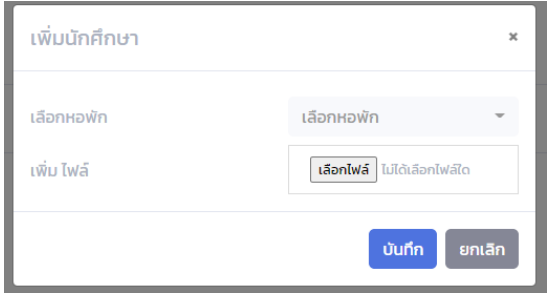 เพิ่มนักศึกษา ×
เลือกหอพัก เลือกหอพัก
เพิ่ม ไฟล์ เลือกไฟล์ ไม่ได้เลือกไฟล์ใด
บันทึก ยกเลิก